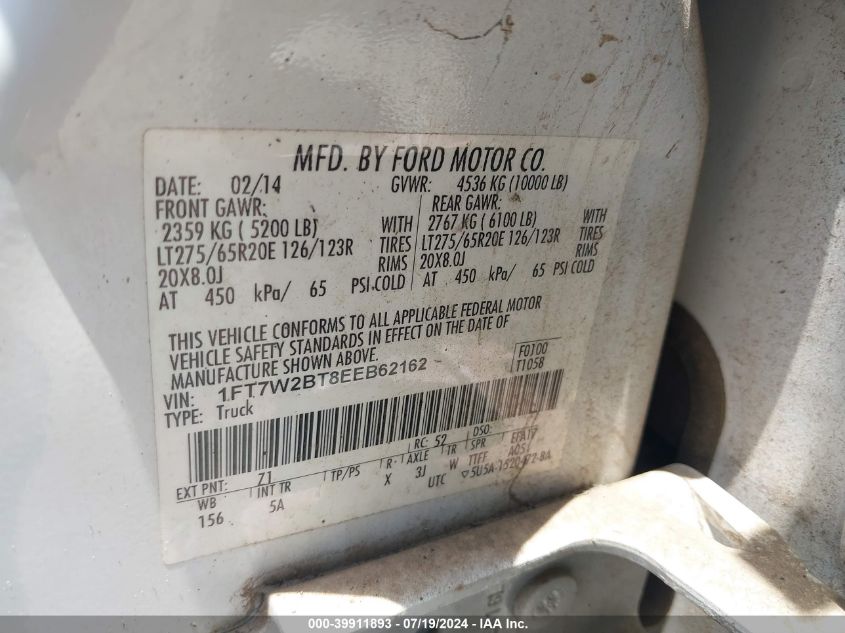 MFD. BY FORD MOTOR CO.
DATE: 02/14 GVWR: 4536 KG (10000 LB)
FRONT GAWR: REAR GAWR:
2359 KG ( 5200 LB) WITH 2767 KG ( 6100 LB) WITH
LT275/65R20E 126/123R TIRES LT275/65R20E 126/123R TIRES
20X8.0J RIMS 20X8.0J RIMS
AT 450 kPa/ 65 PSI.COLD AT 450 kPa/ 65 PSI COLD
THIS VEHICLE CONFORMS TO ALL APPLICABLE FEDERAL MOTOR
VEHICLE SAFETY STANDARDS IN EFFECT ON THE DATE OF
MANUFACTURE SHOWN ABOVE.
VIN: 1FT7W2BT8EEB62162 F0100
TYPE: Truck T1058
RC: 52 DSO:
EXT PNT: Z1 TP/PS R AXLE TR SPR
WB INT TR X 3J W TTFF
156 5A UTC
000-39911893 - 07/19/2024 - IAA Inc.